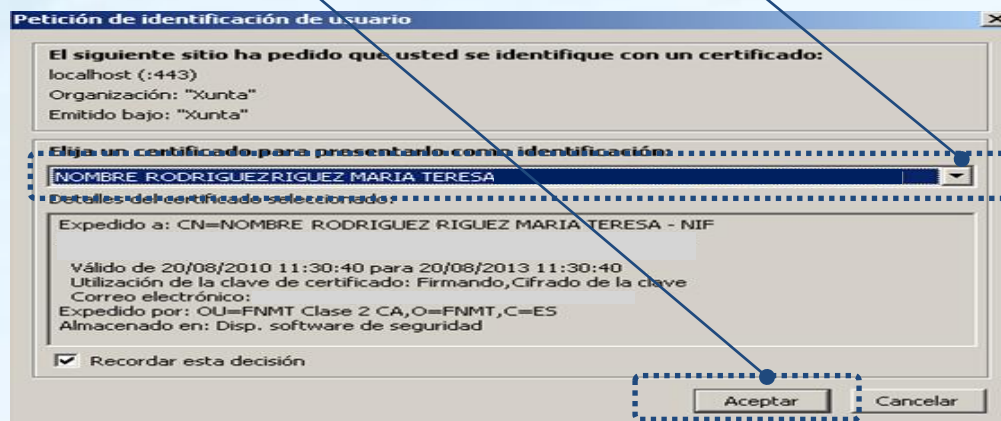 Petición de identificación de usuario
El siguiente sitio ha pedido que usted se identifique con un certificado:
localhost (:443)
Organización: "Xunta"
Emitido bajo: "Xunta"
Elija un certificado para presentarlo como identificación:
NOMBRE RODRIGUEZRIGUEZ MARIA TERESA
Detalles del certificado seleccionado:
Expedido a: CN=NOMBRE RODRIGUEZ RIGUEZ MARIA TERESA - NIF
Válido de 20/08/2010 11:30:40 para 20/08/2013 11:30:40
Utilización de la clave de certificado: Firmando,Cifrado de la clave
Correo electrónico:
Expedido por: OU=FNMT Clase 2 CA,O=FNMT,C=ES
Almacenado en: Disp. software de seguridad
Recordar esta decisión
Aceptar Cancelar